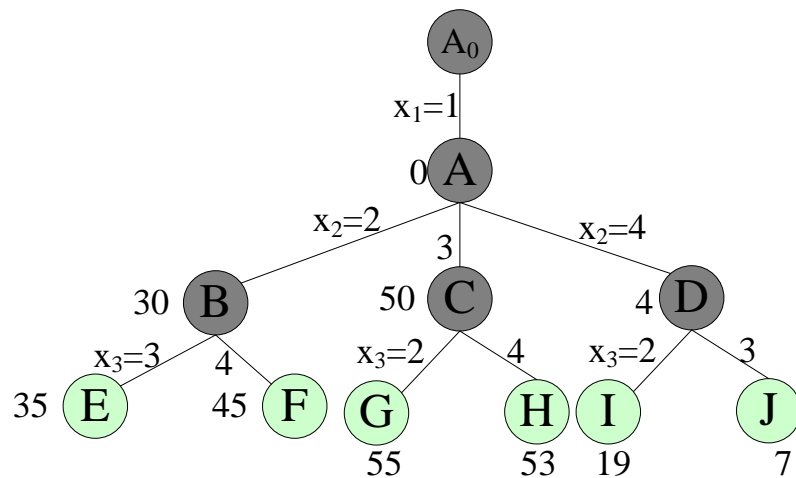 A₀
x₁=1
0 A
x₂=2
3
x₂=4
30 B
50 C
4 D
x₃=3
4
x₃=2
4
x₃=2
3
35 E
45 F
G
H
I
J
55
53
19
7